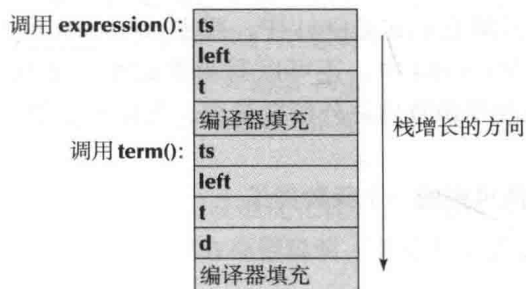 调用 expression(): ts
left
t
编译器填充
调用 term(): ts
left
t
d
编译器填充
栈增长的方向